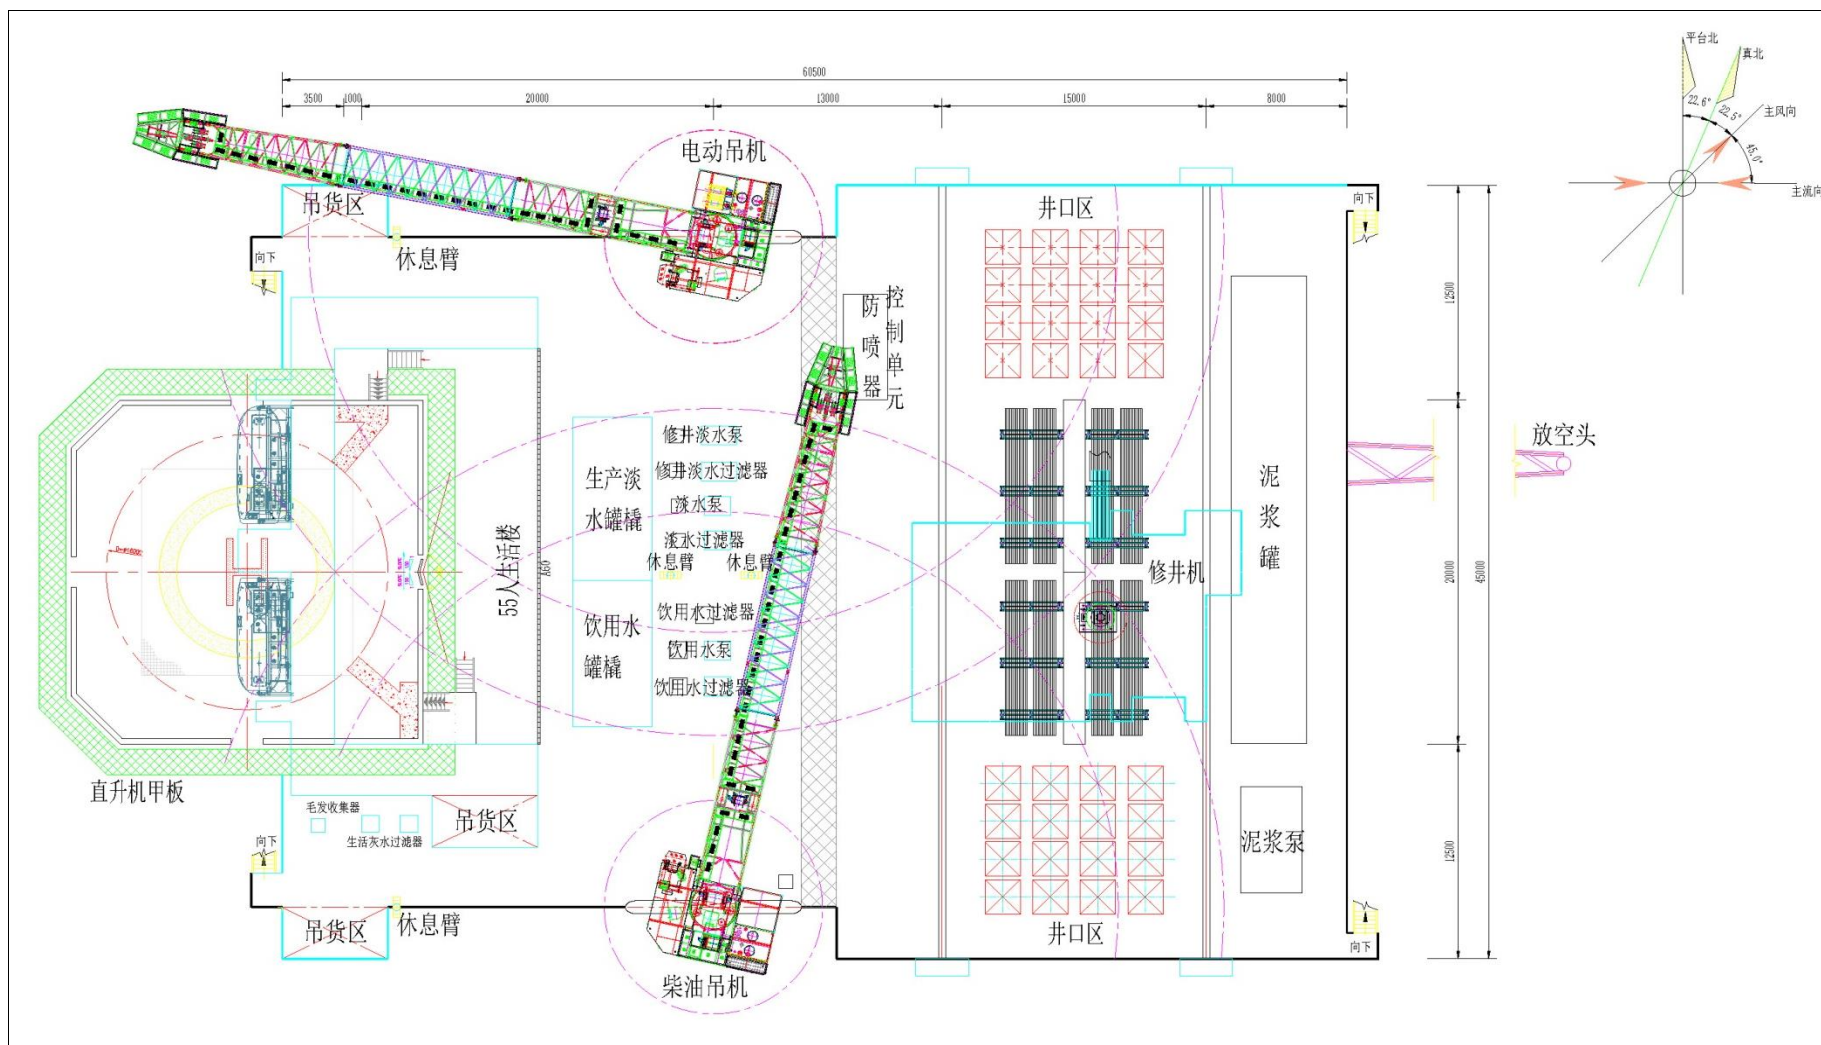 平台北
真北
22.6°
22.5°
主风向
45.0°
主流向
60500
3500
1000
20000
13000
15000
8000
电动吊机
吊货区
休息臂
向下
向下
井口区
控制单元
防喷器
12500
20000
45000
12500
放空头
修井淡水泵
修井淡水过滤器
淡水泵
淡水过滤器
休息臂
休息臂
生产淡
水罐橇
饮用水
罐橇
饮用水过滤器
饮用水泵
饮用水过滤器
55人生活楼
A60
修井机
泥浆罐
泥浆泵
直升机甲板
毛发收集器
生活灰水过滤器
吊货区
向下
吊货区
休息臂
柴油吊机
井口区
向下